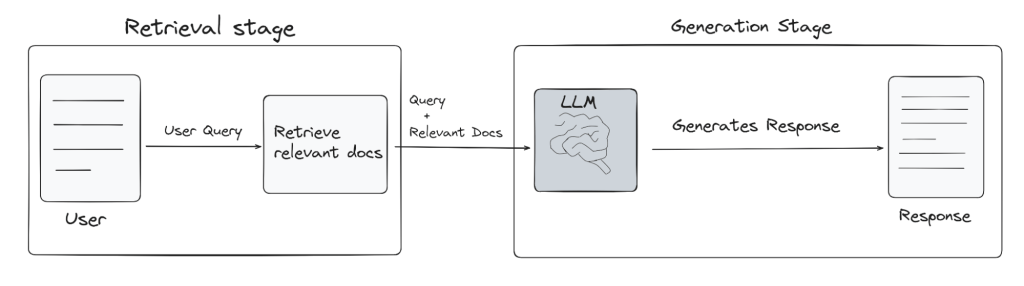 Retrieval stage
Generation Stage
User
User Query
Retrieve
relevant docs
Query
+
Relevant Docs
LLM
Generates Response
Response